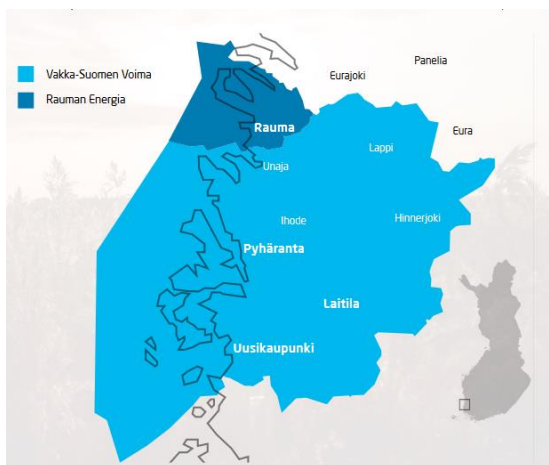 Vakka-Suomen Voima
Rauman Energia
Panelia
Eurajoki
Rauma
Eura
Lappi
Unaja
Ihode
Hinnerjoki
Pyhäranta
Laitila
Uusikaupunki